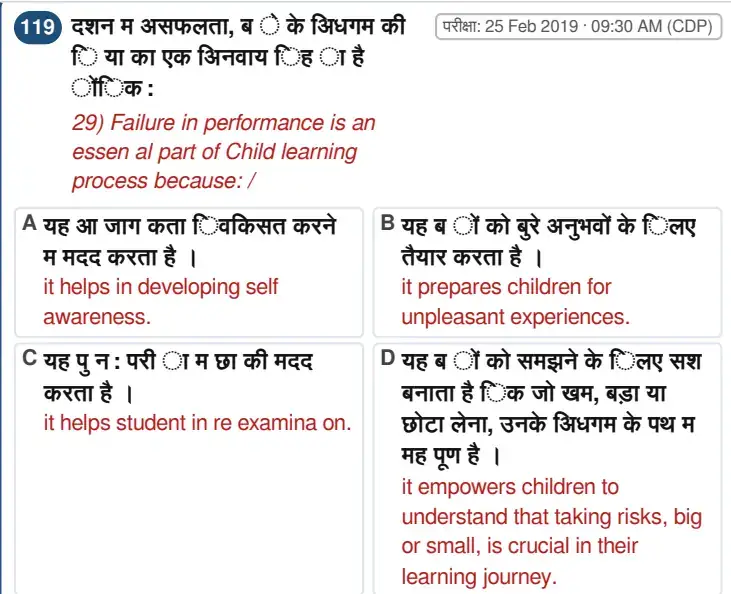 119 दशन म असफलता, ब े के अिधगम की
ि या का एक अिनवाय िह ा है
ोंिक :
परीक्षा: 25 Feb 2019 · 09:30 AM (CDP)
29) Failure in performance is an
essen al part of Child learning
process because: /
A यह आ जाग कता िवकिसत करने
म मदद करता है ।
it helps in developing self
awareness.
B यह ब ों को बुरे अनुभवों के िलए
तैयार करता है ।
it prepares children for
unpleasant experiences.
C यह पु न : परी ा म छा की मदद
करता है ।
it helps student in re examina on.
D यह ब ों को समझने के िलए सश
बनाता है िक जो खम, बड़ा या
छोटा लेना, उनके अिधगम के पथ म
मह पूण है ।
it empowers children to
understand that taking risks, big
or small, is crucial in their
learning journey.